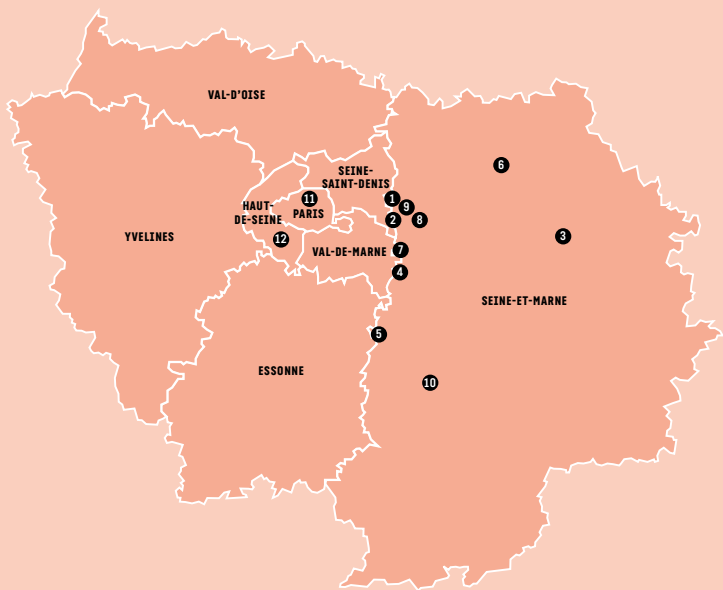 VAL-D'OISE
6
SEINE-
SAINT-DENIS
1
11
9
HAUT-
DE-SEINE
PARIS
2
8
YVELINES
12
3
VAL-DE-MARNE
7
4
SEINE-ET-MARNE
5
ESSONNE
10